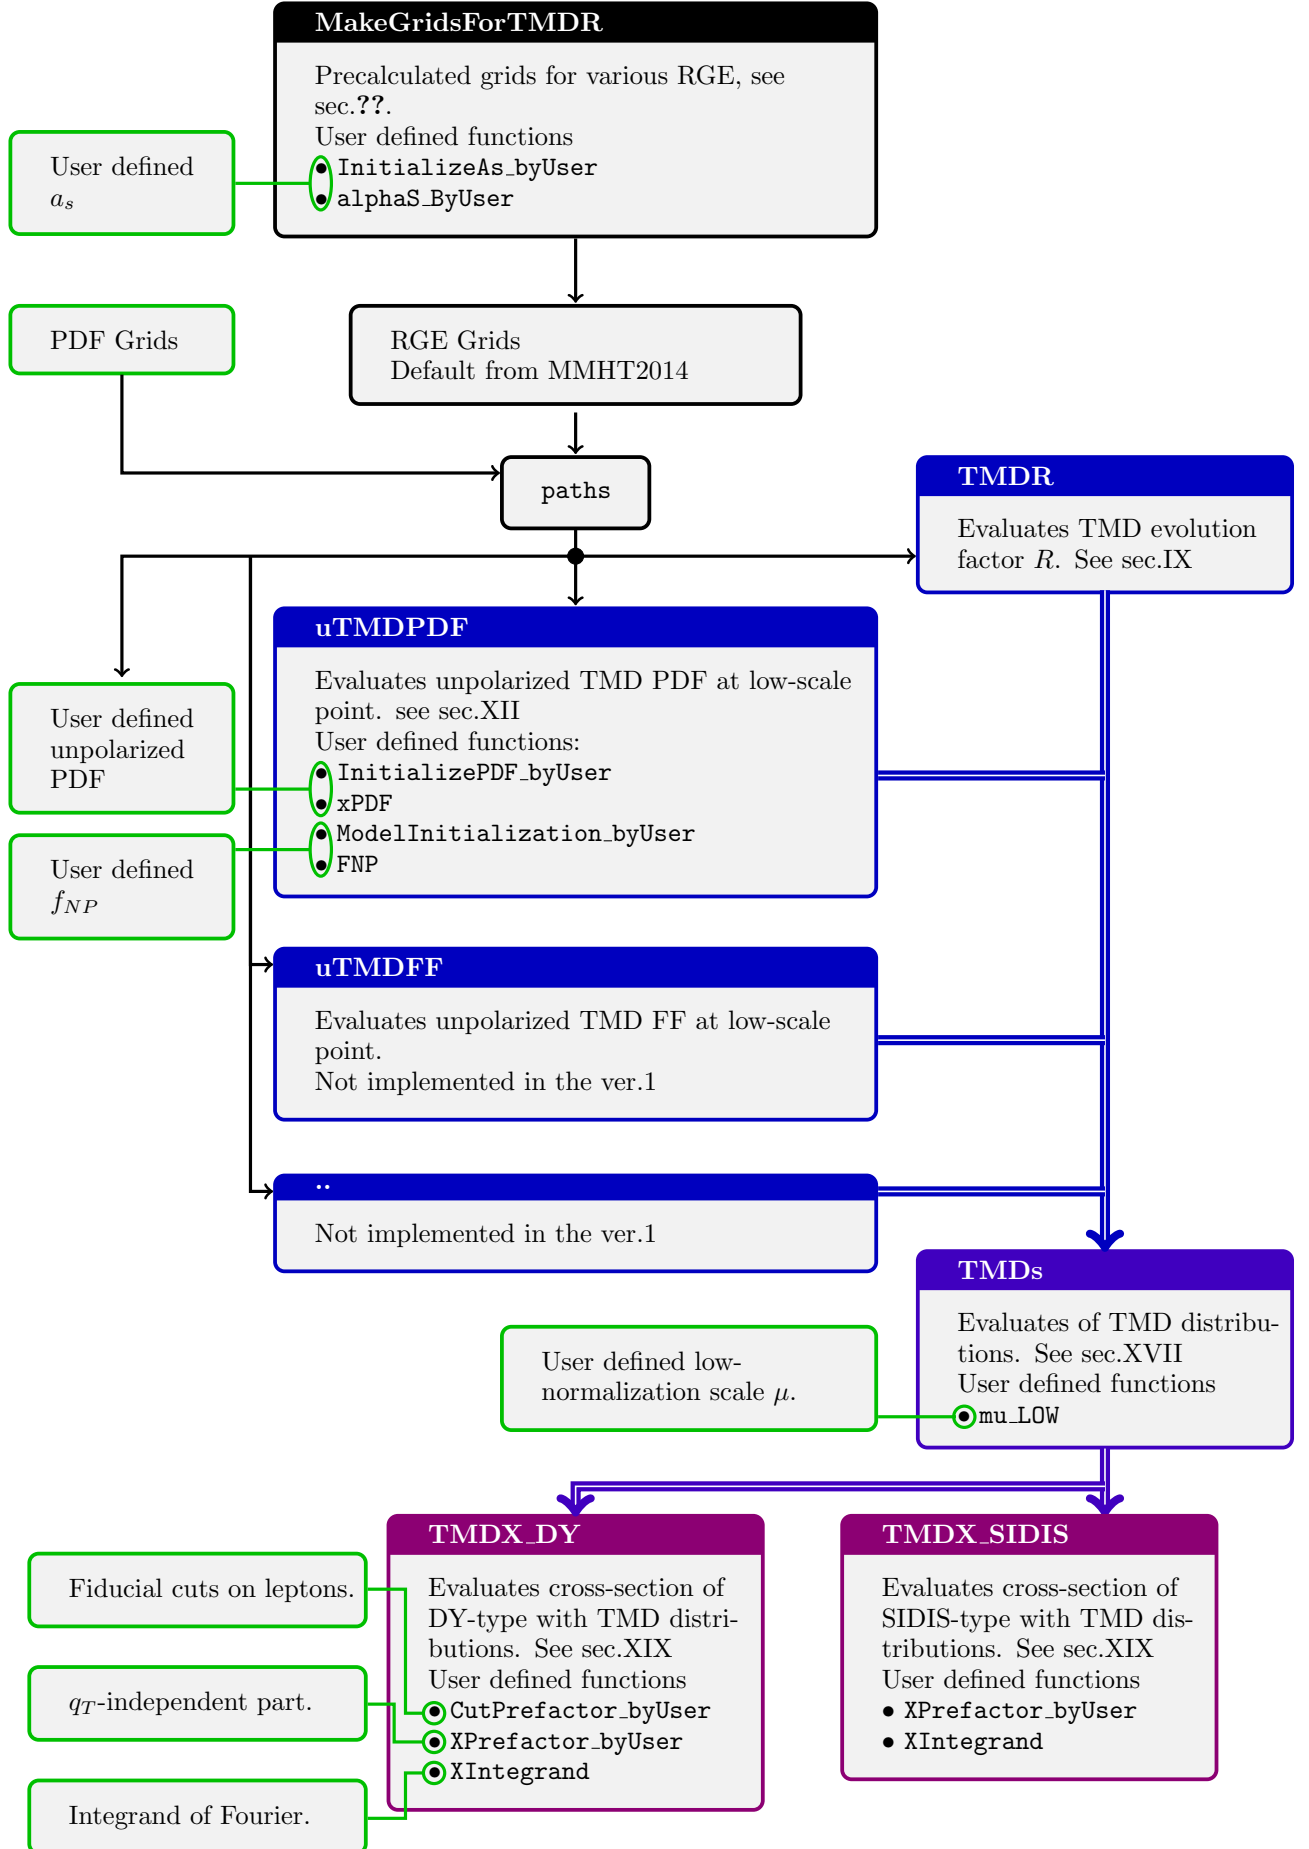 MakeGridsForTMDR
Precalculated grids for various RGE, see
sec.??.
User defined functions
• InitializeAs_byUser
• alphaS_ByUser
User defined
a_s
PDF Grids
RGE Grids
Default from MMHT2014
paths
TMDR
Evaluates TMD evolution
factor R. See sec.IX
uTMDPDF
Evaluates unpolarized TMD PDF at low-scale
point. see sec.XII
User defined functions:
• InitializePDF_byUser
• xPDF
• ModelInitialization_byUser
• FNP
User defined
unpolarized
PDF
User defined
f_{NP}
uTMDFF
Evaluates unpolarized TMD FF at low-scale
point.
Not implemented in the ver.1
..
Not implemented in the ver.1
TMDs
Evaluates of TMD distribu-
tions. See sec.XVII
User defined functions
• mu_LOW
User defined low-
normalization scale μ.
TMDX_DY
Evaluates cross-section of
DY-type with TMD distri-
butions. See sec.XIX
User defined functions
• CutPrefactor_byUser
• XPrefactor_byUser
• XIntegrand
Fiducial cuts on leptons.
q_T-independent part.
Integrand of Fourier.
TMDX_SIDIS
Evaluates cross-section of
SIDIS-type with TMD dis-
tributions. See sec.XIX
User defined functions
• XPrefactor_byUser
• XIntegrand